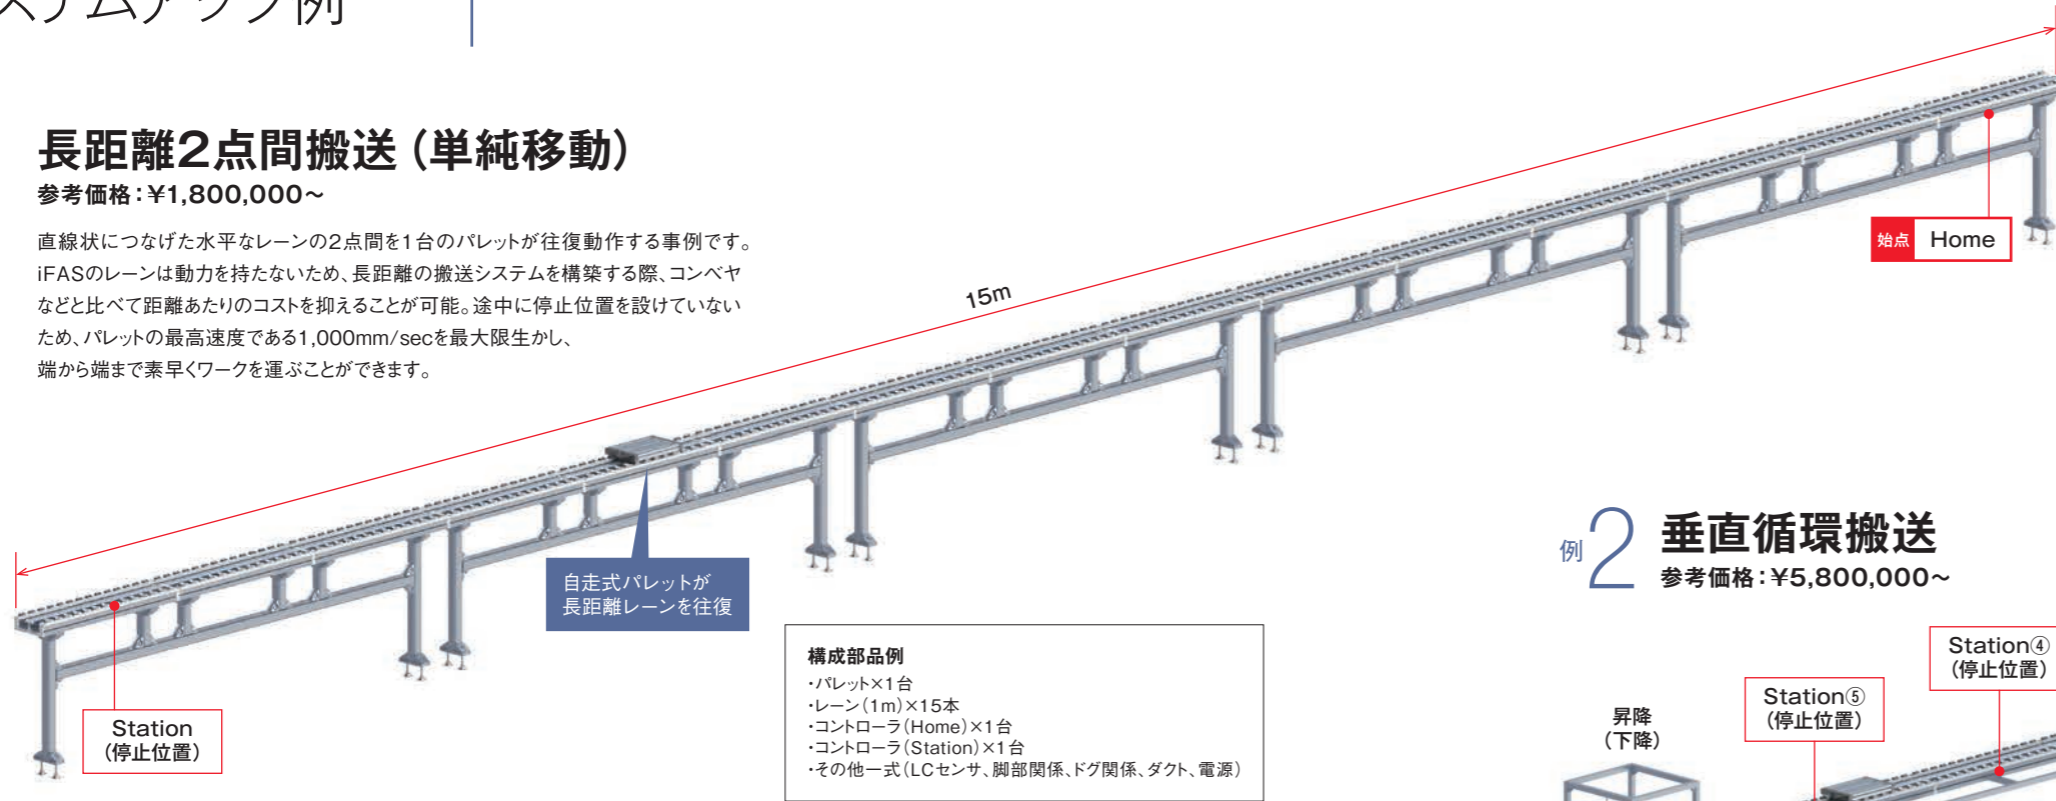 ステムアップ例
長距離2点間搬送（単純移動）
参考価格：¥1,800,000～
直線状につなげた水平なレーンの2点間を1台のパレットが往復動作する事例です。
iFASのレーンは動力を持たないため、長距離の搬送システムを構築する際、コンベヤ
などと比べて距離あたりのコストを抑えることが可能。途中に停止位置を設けていない
ため、パレットの最高速度である1,000mm/secを最大限生かし、
端から端まで素早くワークを運ぶことができます。
15m
始点 Home
自走式パレットが
長距離レーンを往復
Station
（停止位置）
構成部品例
・パレット×1台
・レーン（1m）×15本
・コントローラ（Home）×1台
・コントローラ（Station）×1台
・その他一式（LCセンサ、脚部関係、ドグ関係、ダクト、電源）
例2 垂直循環搬送
参考価格：¥5,800,000～
Station④
（停止位置）
Station⑤
（停止位置）
昇降
（下降）